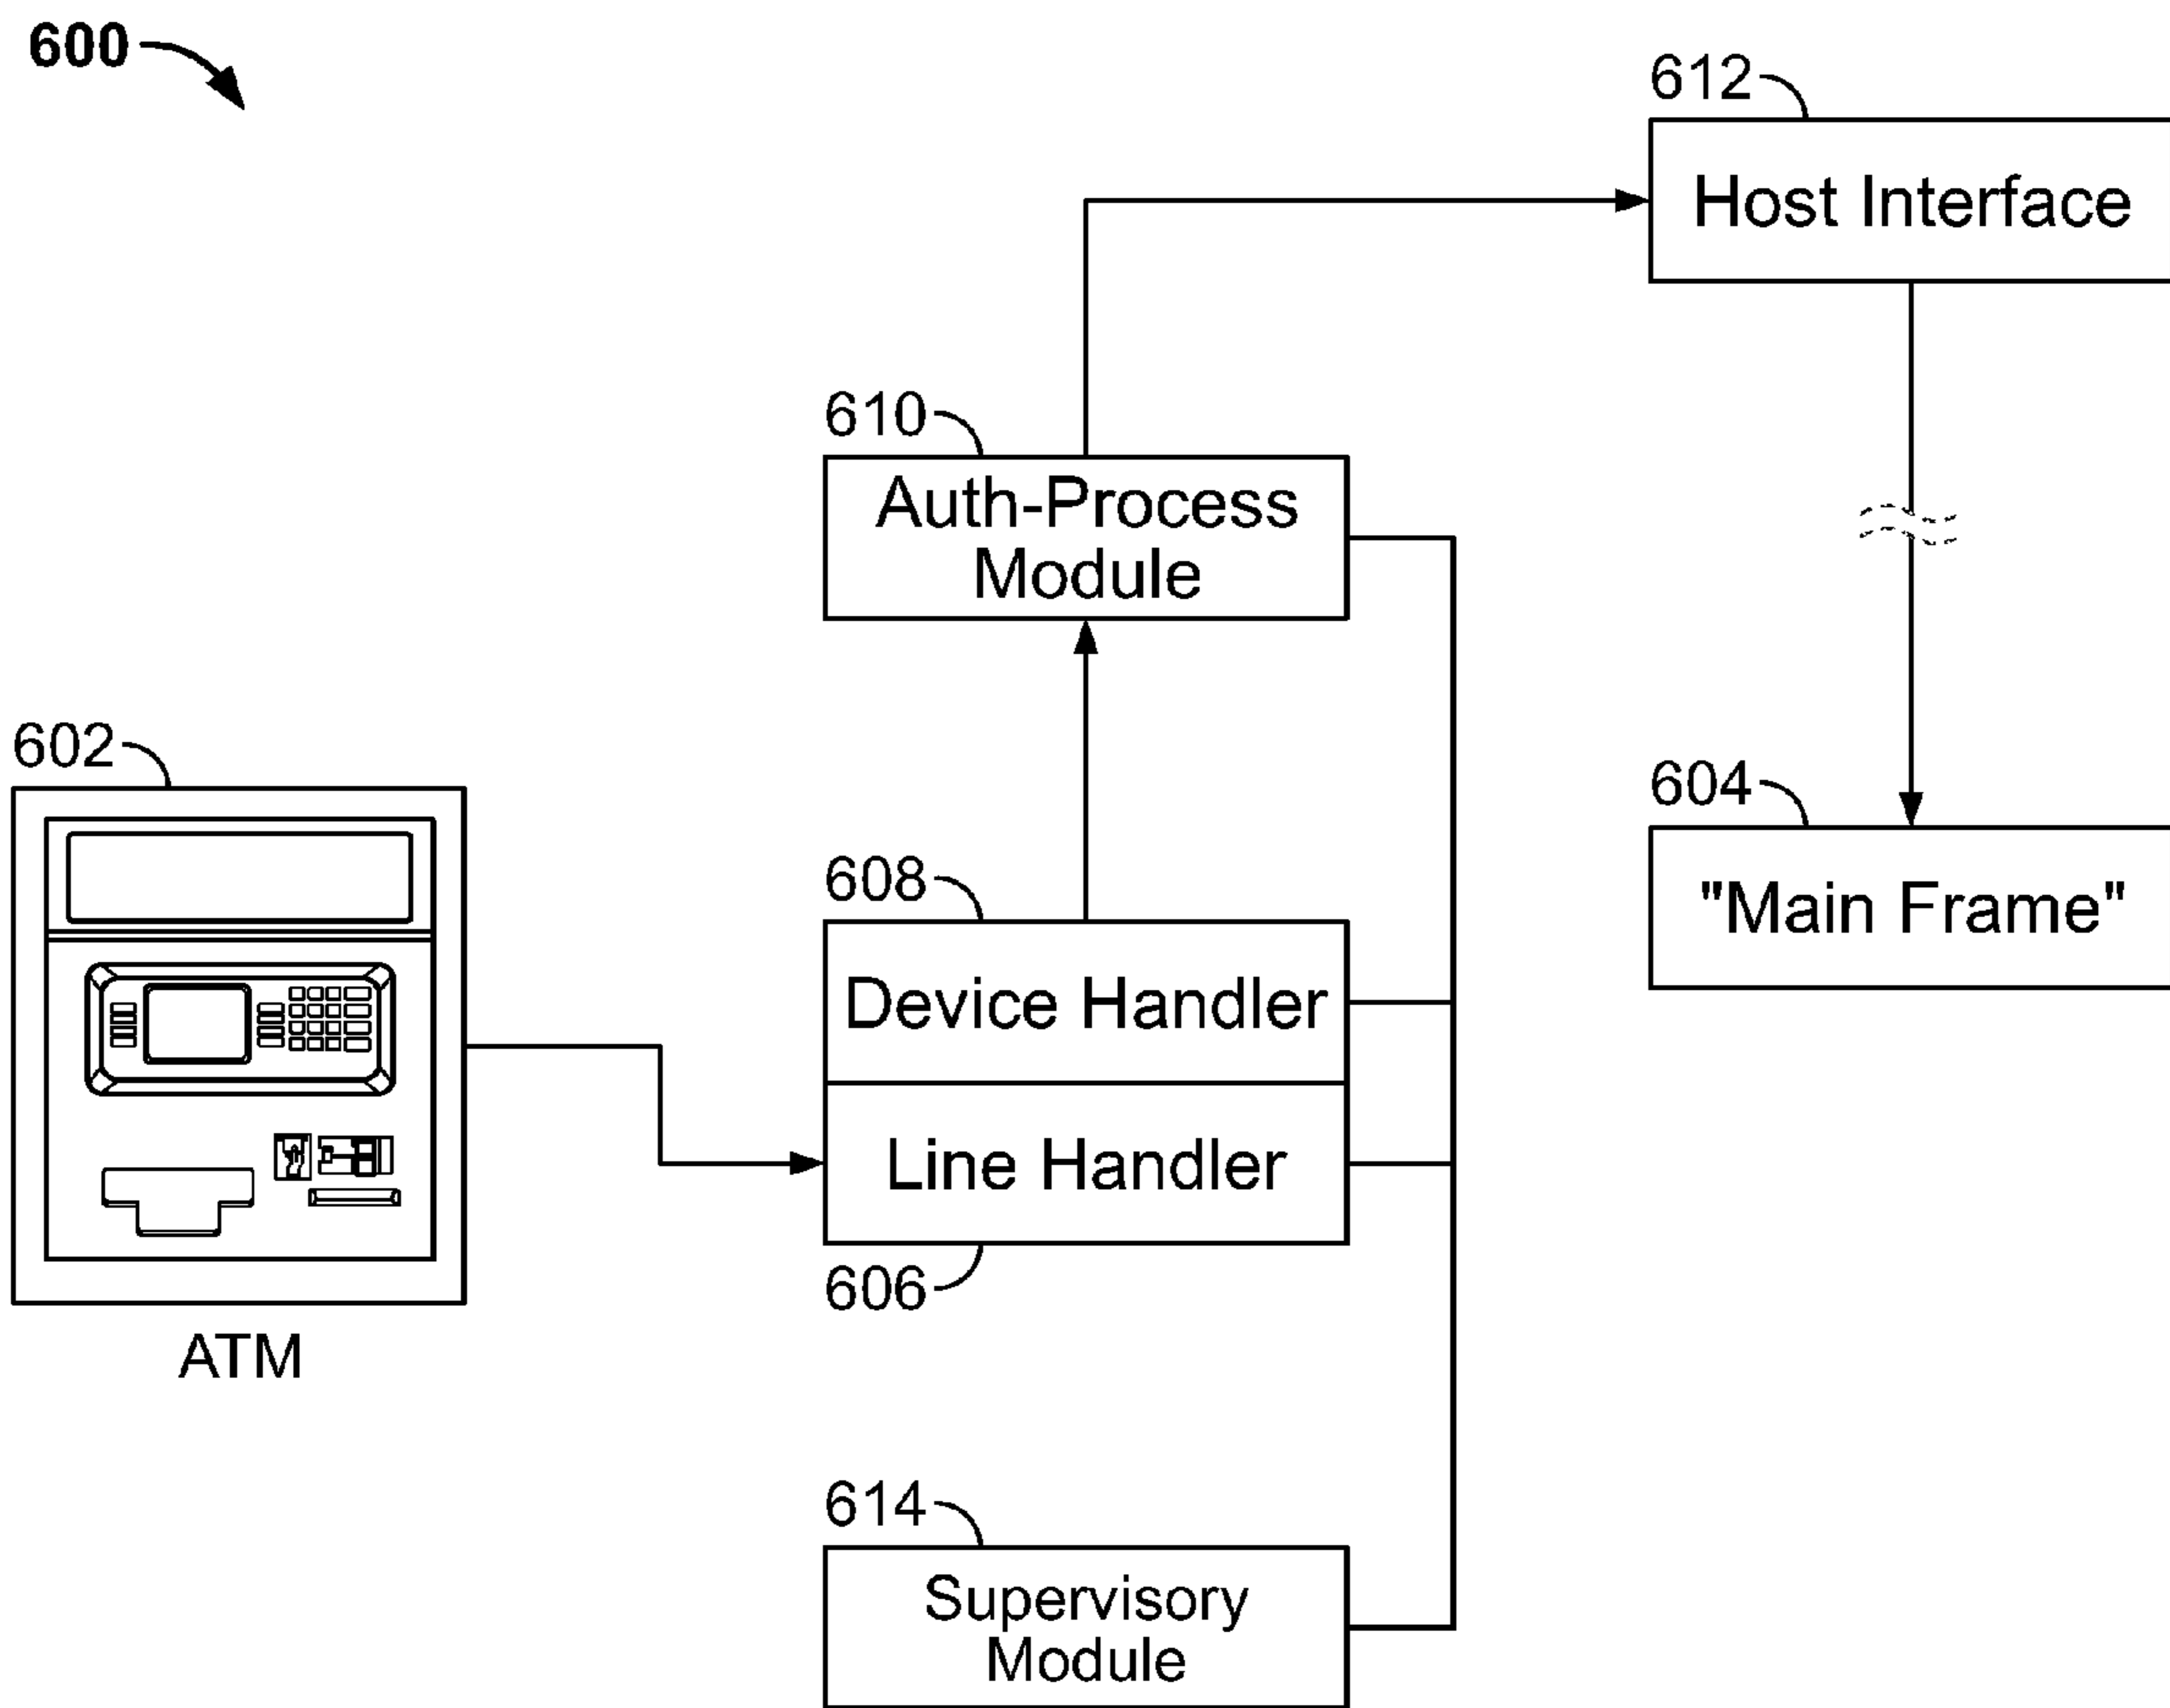 600
612
Host Interface
610
Auth-Process
Module
602
604
"Main Frame"
608
Device Handler
Line Handler
606
ATM
614
Supervisory
Module